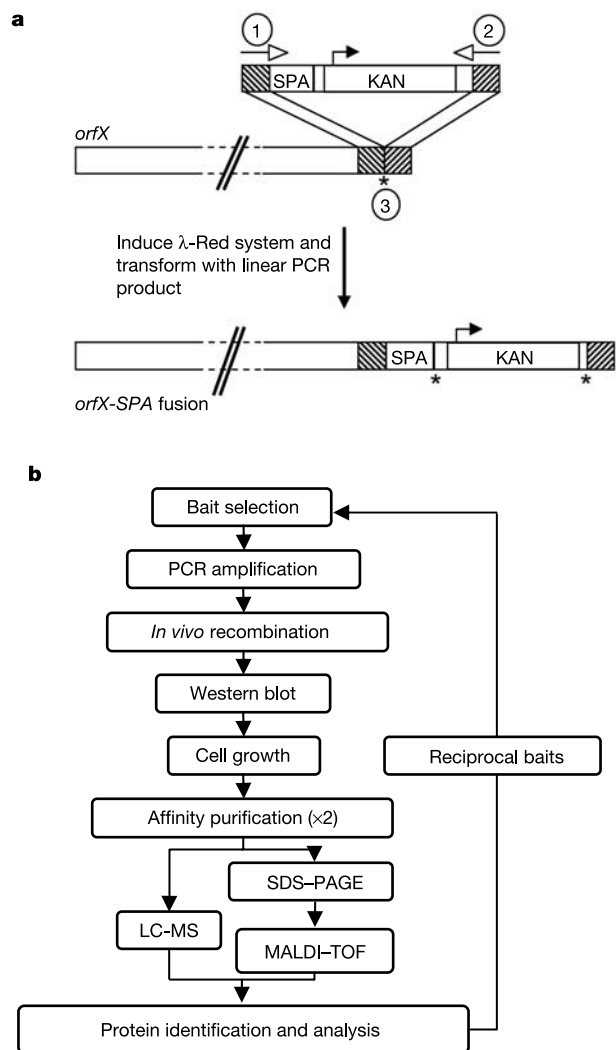 a
1
2
SPA
KAN
orfX
*
3
Induce λ-Red system and
transform with linear PCR
product
SPA
KAN
*
*
orfX-SPA fusion
b
Bait selection
PCR amplification
In vivo recombination
Western blot
Cell growth
Reciprocal baits
Affinity purification (×2)
SDS–PAGE
LC-MS
MALDI–TOF
Protein identification and analysis